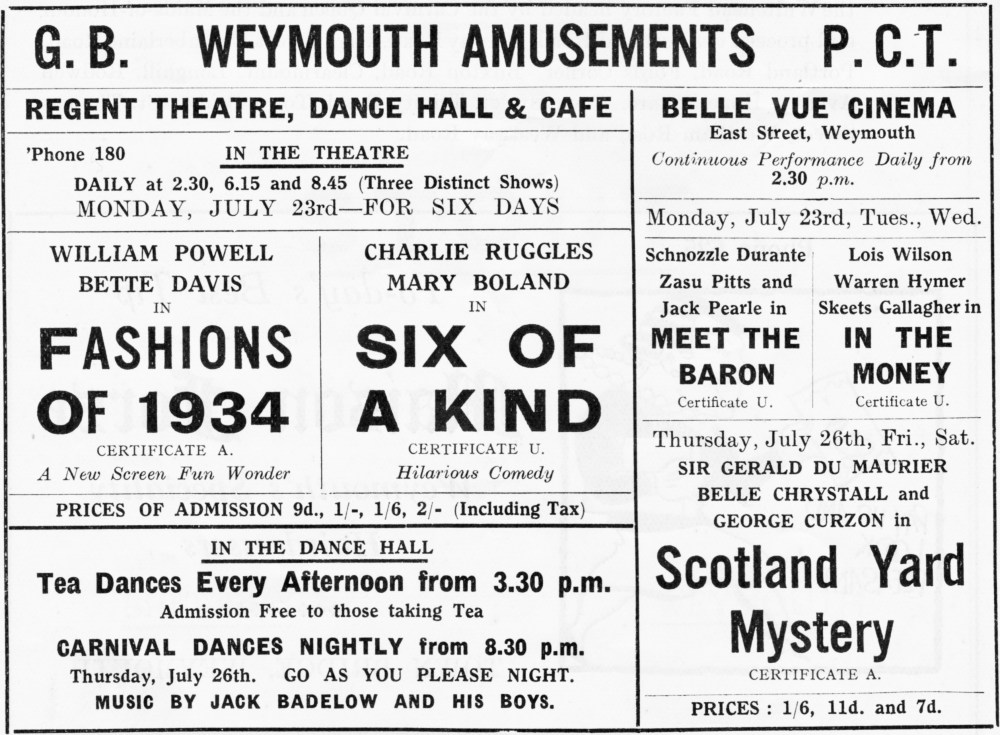 G. B. WEYMOUTH AMUSEMENTS P. C. T.
REGENT THEATRE, DANCE HALL & CAFE
'Phone 180 IN THE THEATRE
DAILY at 2.30, 6.15 and 8.45 (Three Distinct Shows)
MONDAY, JULY 23rd—FOR SIX DAYS
WILLIAM POWELL
BETTE DAVIS
IN
FASHIONS
OF 1934
CERTIFICATE A.
A New Screen Fun Wonder
CHARLIE RUGGLES
MARY BOLAND
IN
SIX OF
A KIND
CERTIFICATE U.
Hilarious Comedy
PRICES OF ADMISSION 9d., 1/-, 1/6, 2/- (Including Tax)
IN THE DANCE HALL
Tea Dances Every Afternoon from 3.30 p.m.
Admission Free to those taking Tea
CARNIVAL DANCES NIGHTLY from 8.30 p.m.
Thursday, July 26th. GO AS YOU PLEASE NIGHT.
MUSIC BY JACK BADELOW AND HIS BOYS.
BELLE VUE CINEMA
East Street, Weymouth
Continuous Performance Daily from
2.30 p.m.
Monday, July 23rd, Tues., Wed.
Schnozzle Durante
Zasu Pitts and
Jack Pearle in
MEET THE
BARON
Certificate U.
Lois Wilson
Warren Hymer
Skeets Gallagher in
IN THE
MONEY
Certificate U.
Thursday, July 26th, Fri., Sat.
SIR GERALD DU MAURIER
BELLE CHRYSTALL and
GEORGE CURZON in
Scotland Yard
Mystery
CERTIFICATE A.
PRICES : 1/6, 11d. and 7d.